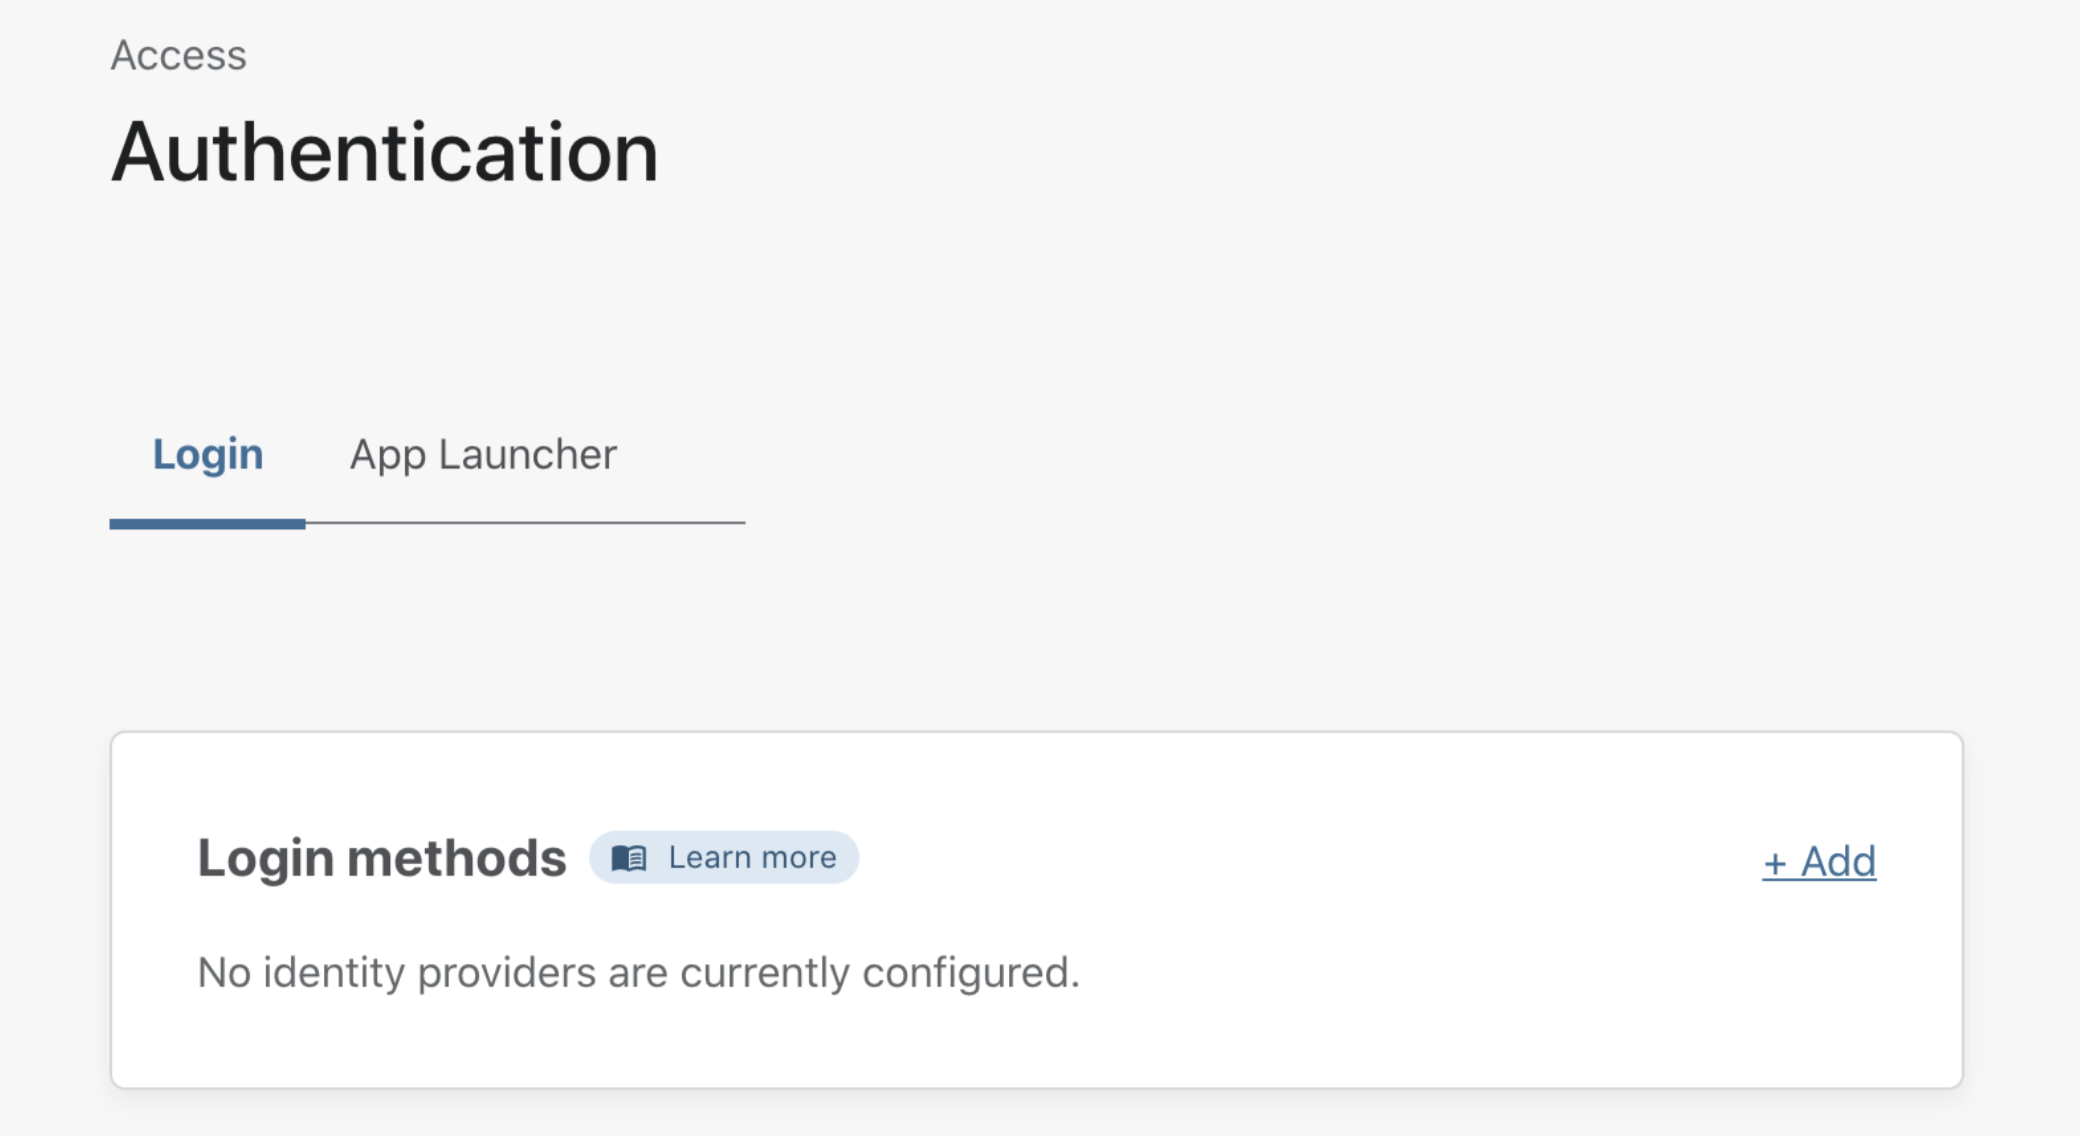 Access
Authentication
Login App Launcher
Login methods Learn more + Add
No identity providers are currently configured.